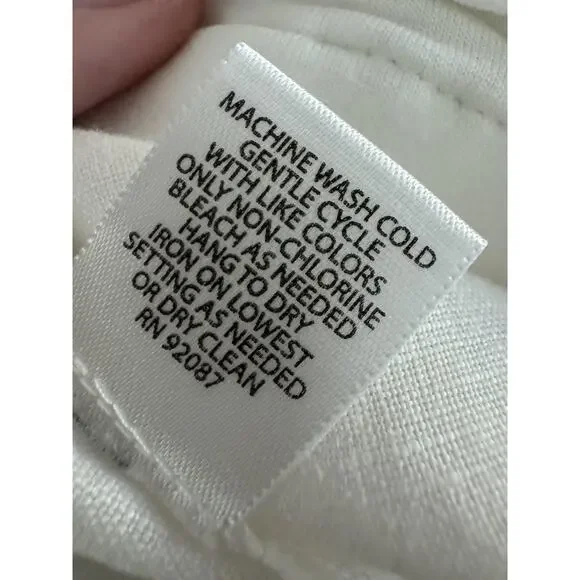 MACHINE WASH COLD
GENTLE CYCLE
WITH LIKE COLORS
ONLY NON-CHLORINE
BLEACH AS NEEDED
HANG TO DRY
IRON ON LOWEST
SETTING AS NEEDED
OR DRY CLEAN
RN 92087